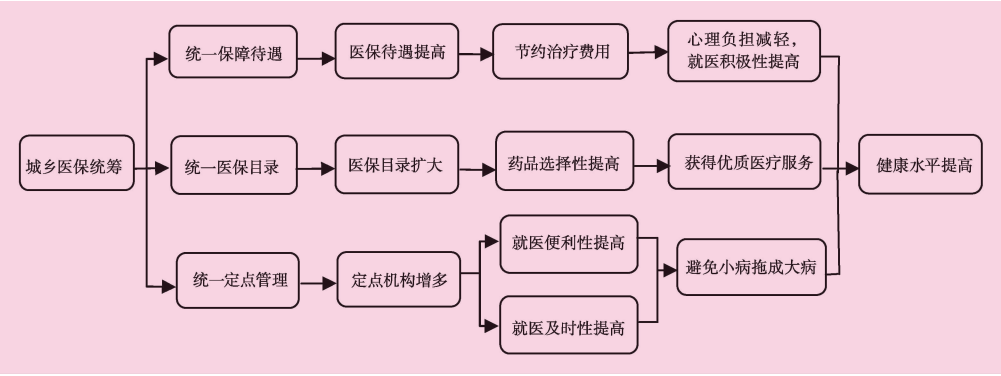 城乡医保统筹
统一保障待遇
医保待遇提高
节约治疗费用
心理负担减轻，
就医积极性提高
统一医保目录
医保目录扩大
药品选择性提高
获得优质医疗服务
统一定点管理
定点机构增多
就医便利性提高
就医及时性提高
避免小病拖成大病
健康水平提高